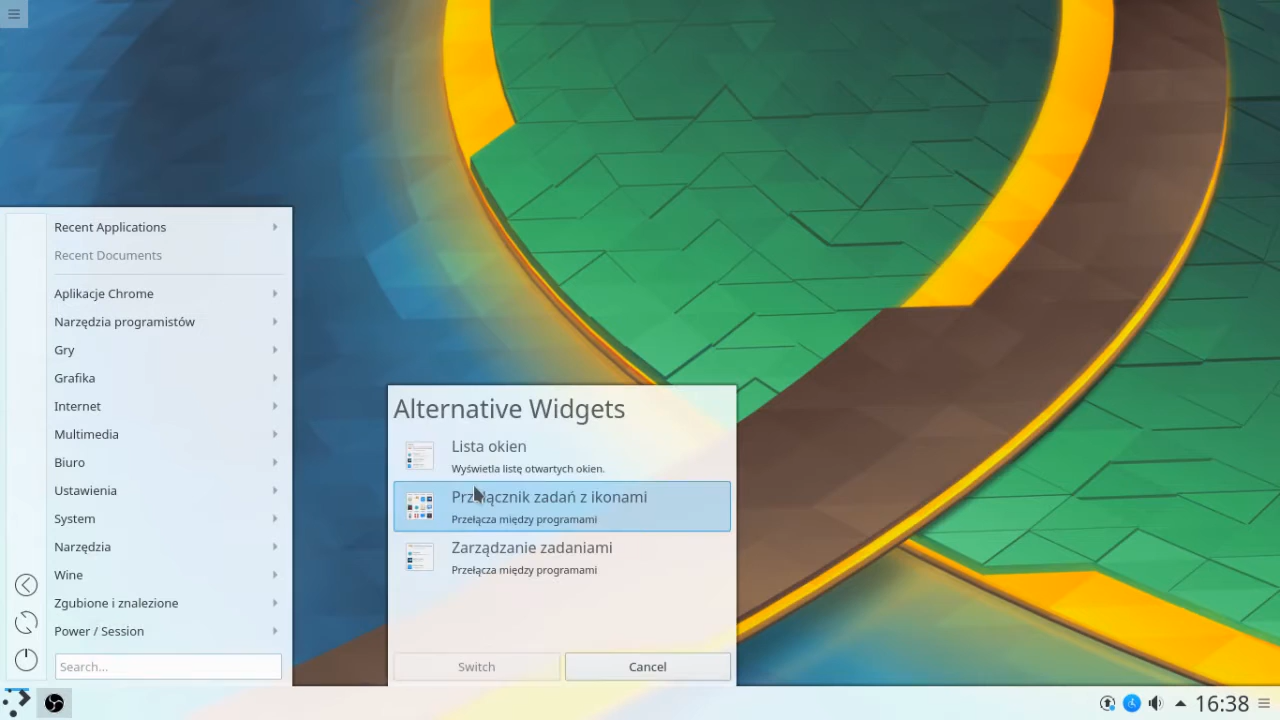 Recent Applications
Recent Documents
Aplikacje Chrome
Narzędzia programistów
Gry
Grafika
Internet
Multimedia
Biuro
Ustawienia
System
Narzędzia
Wine
Zgubione i znalezione
Power / Session
Search...
Alternative Widgets
Lista okien
Wyświetla listę otwartych okien.
Przełącznik zadań z ikonami
Przełącza między programami
Zarządzanie zadaniami
Przełącza między programami
Switch
Cancel
16:38